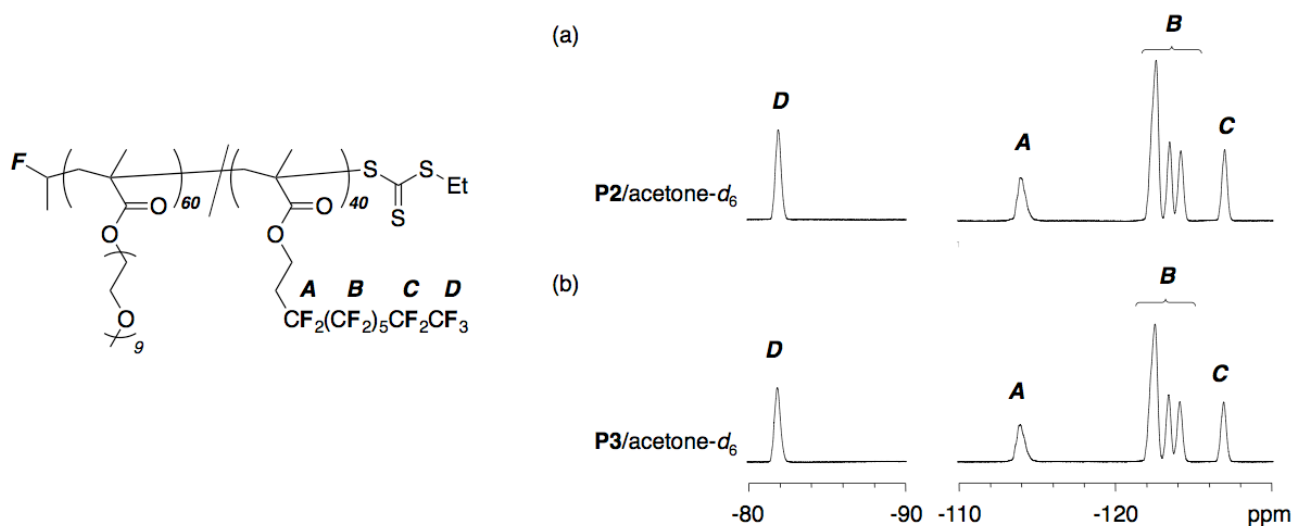 (a)
B
D
A
C
P2/acetone-d6
F
60
40
S
S
Et
S
O
O
O
O
O
9
A B C D
CF2(CF2)5CF2CF3
(b)
B
D
A
C
P3/acetone-d6
-80 -90 -110 -120 ppm